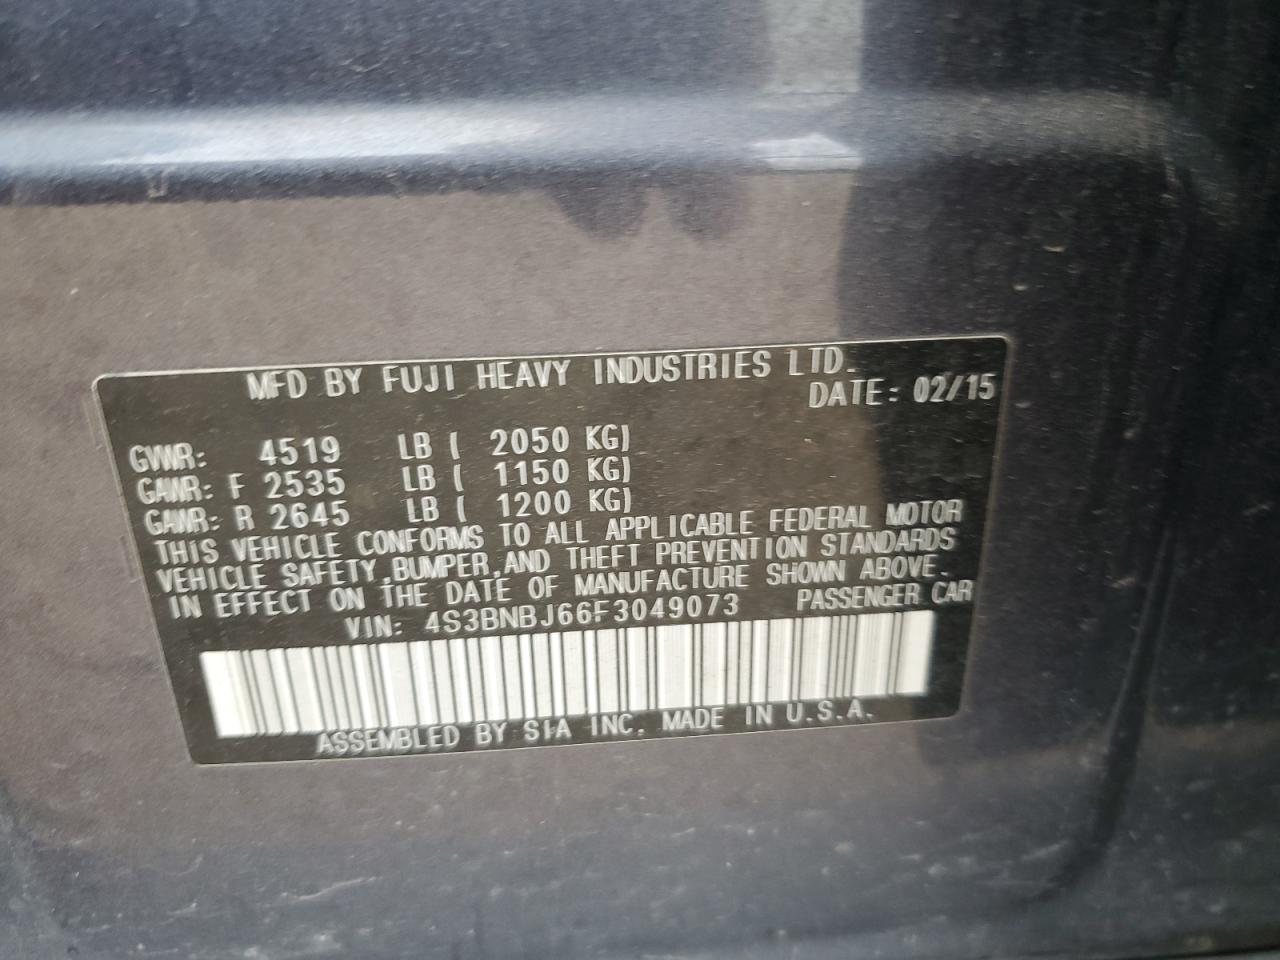 MFD BY FUJI HEAVY INDUSTRIES LTD.
DATE: 02/15
GVWR: 4519 LB ( 2050 KG)
GAWR: F 2535 LB ( 1150 KG)
GAWR: R 2645 LB ( 1200 KG)
THIS VEHICLE CONFORMS TO ALL APPLICABLE FEDERAL MOTOR
VEHICLE SAFETY,BUMPER,AND THEFT PREVENTION STANDARDS
IN EFFECT ON THE DATE OF MANUFACTURE SHOWN ABOVE.
VIN: 4S3BNBJ66F3049073 PASSENGER CAR
ASSEMBLED BY SIA INC. MADE IN U.S.A.